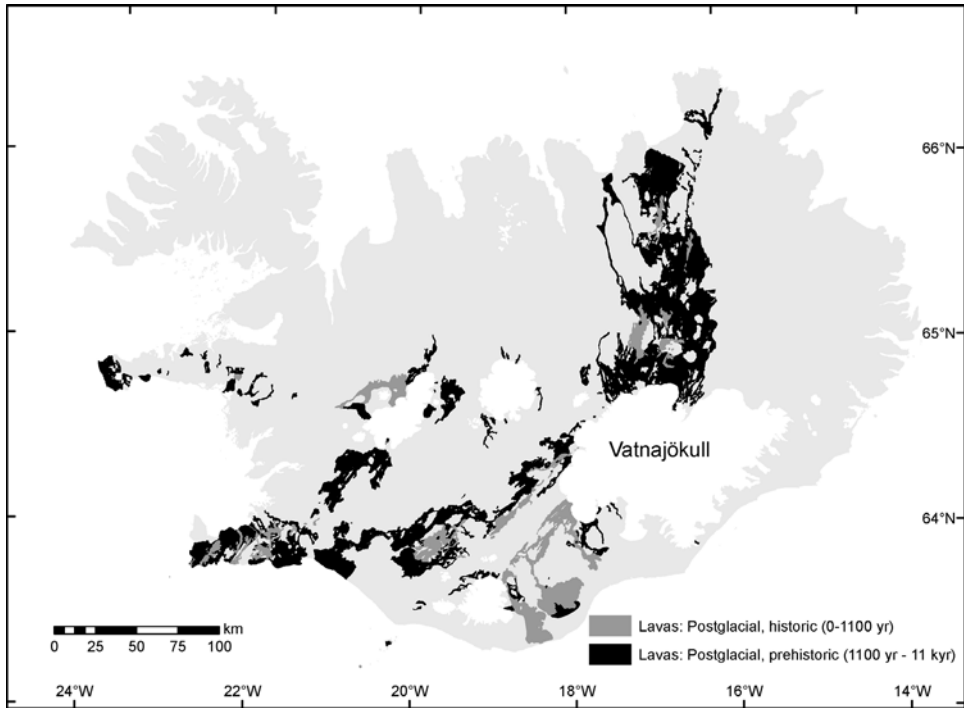 66°N
65°N
Vatnajökull
64°N
km
0 25 50 75 100
Lavas: Postglacial, historic (0-1100 yr)
Lavas: Postglacial, prehistoric (1100 yr - 11 kyr)
24°W 22°W 20°W 18°W 16°W 14°W